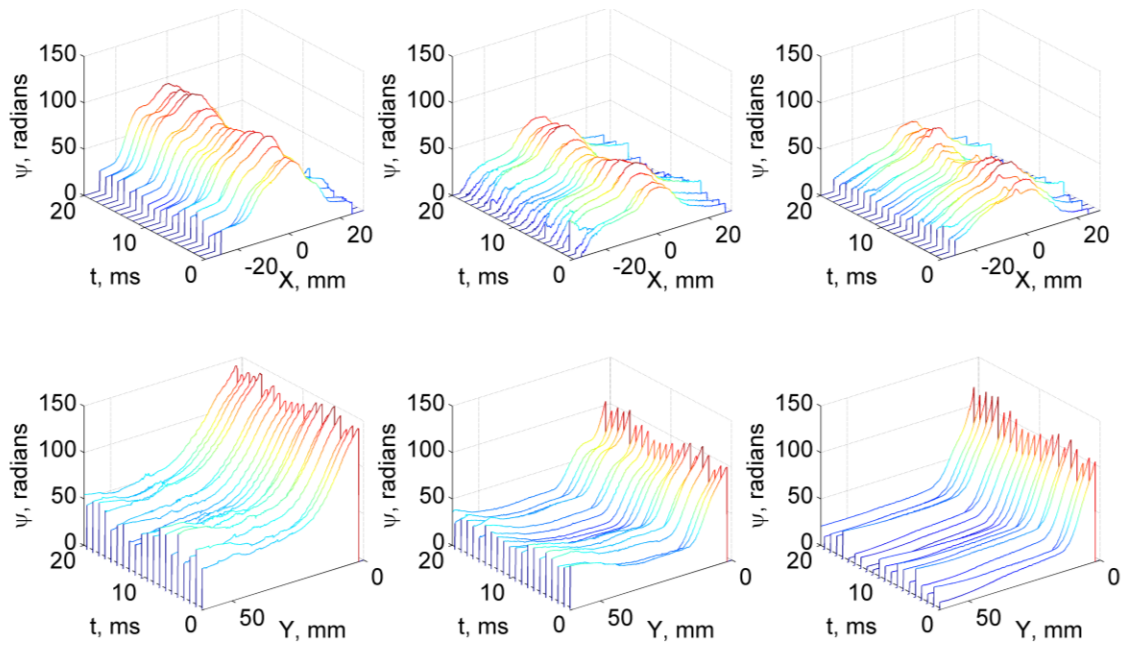 150 150 150
100 100 100
50 50 50
0 0 0
ψ, radians ψ, radians ψ, radians
20 20 20
10 10 10
0 0 0
t, ms t, ms t, ms
-20 0 20 -20 0 20 -20 0 20
X, mm X, mm X, mm
150 150 150
100 100 100
50 50 50
0 0 0
ψ, radians ψ, radians ψ, radians
20 20 20
10 10 10
0 0 0
t, ms t, ms t, ms
50 0 50 0 50 0
Y, mm Y, mm Y, mm